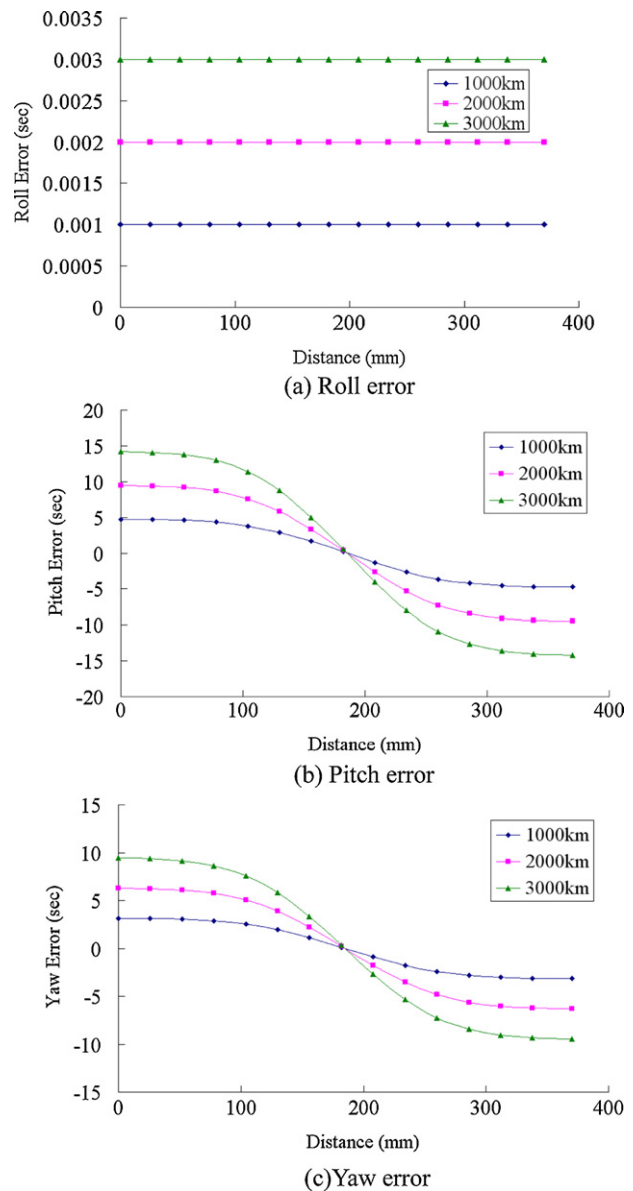 0.0035
0.003
0.0025
0.002
0.0015
0.001
0.0005
0
Roll Error (sec)
1000km
2000km
3000km
0 100 200 300 400
Distance (mm)
(a) Roll error
20
15
10
5
0
-5
-10
-15
-20
Pitch Error (sec)
1000km
2000km
3000km
0 100 200 300 400
Distance (mm)
(b) Pitch error
15
10
5
0
-5
-10
-15
Yaw Error (sec)
1000km
2000km
3000km
0 100 200 300 400
Distance (mm)
(c)Yaw error